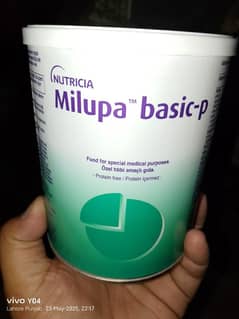 NUTRICIA
Milupa™ basic-p
Food for special medical purposes
Özel tıbbi amaçlı gıda
- Protein free / Protein içermez -
vivo Y04
Lahore Punjab, 23-May-2025, 22:17